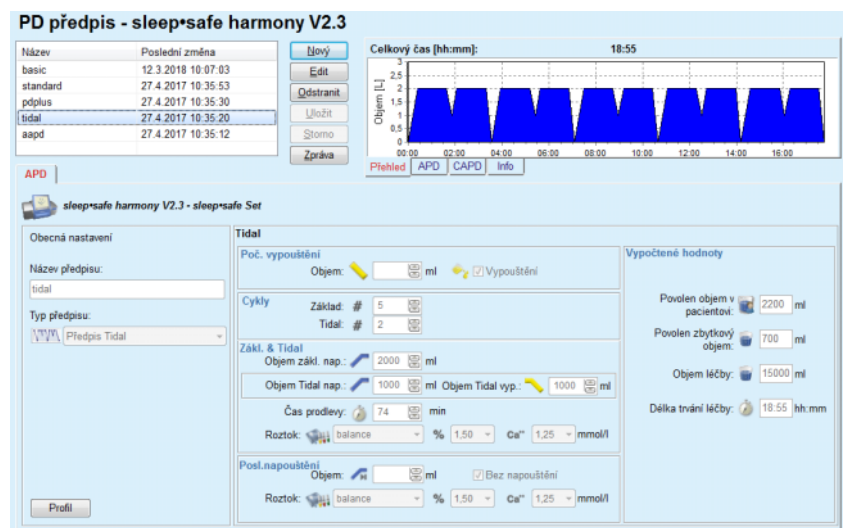 PD předpis - sleep•safe harmony V2.3
Název Poslední změna
basic 12.3.2018 10:07:03
standard 27.4.2017 10:35:53
pdplus 27.4.2017 10:35:30
tidal 27.4.2017 10:35:20
aapd 27.4.2017 10:35:12
Nový
Edit
Odstranit
Uložit
Storno
Zpráva
Celkový čas [hh:mm]: 18:55
Objem [L]
3
2,5
2
1,5
1
0,5
0
00:00 02:00 04:00 06:00 08:00 10:00 12:00 14:00 16:00
Přehled APD CAPD Info
APD
sleep•safe harmony V2.3 - sleep•safe Set
Obecná nastavení
Název předpisu:
tidal
Typ předpisu:
Předpis Tidal
Profil
Tidal
Poč. vypouštění
Objem: ml Vypouštění
Cykly
Základ: # 5
Tidal: # 2
Zákl. & Tidal
Objem zákl. nap.: 2000 ml
Objem Tidal nap.: 1000 ml Objem Tidal vyp.: 1000 ml
Čas prodlevy: 74 min
Roztok: balance % 1,50 Ca⁺⁺ 1,25 mmol/l
Posl.napouštění
Objem: ml Bez napouštění
Roztok: balance % 1,50 Ca⁺⁺ 1,25 mmol/l
Vypočtené hodnoty
Povolen objem v
pacientovi: 2200 ml
Povolen zbytkový
objem: 700 ml
Objem léčby: 15000 ml
Délka trvání léčby: 18:55 hh:mm